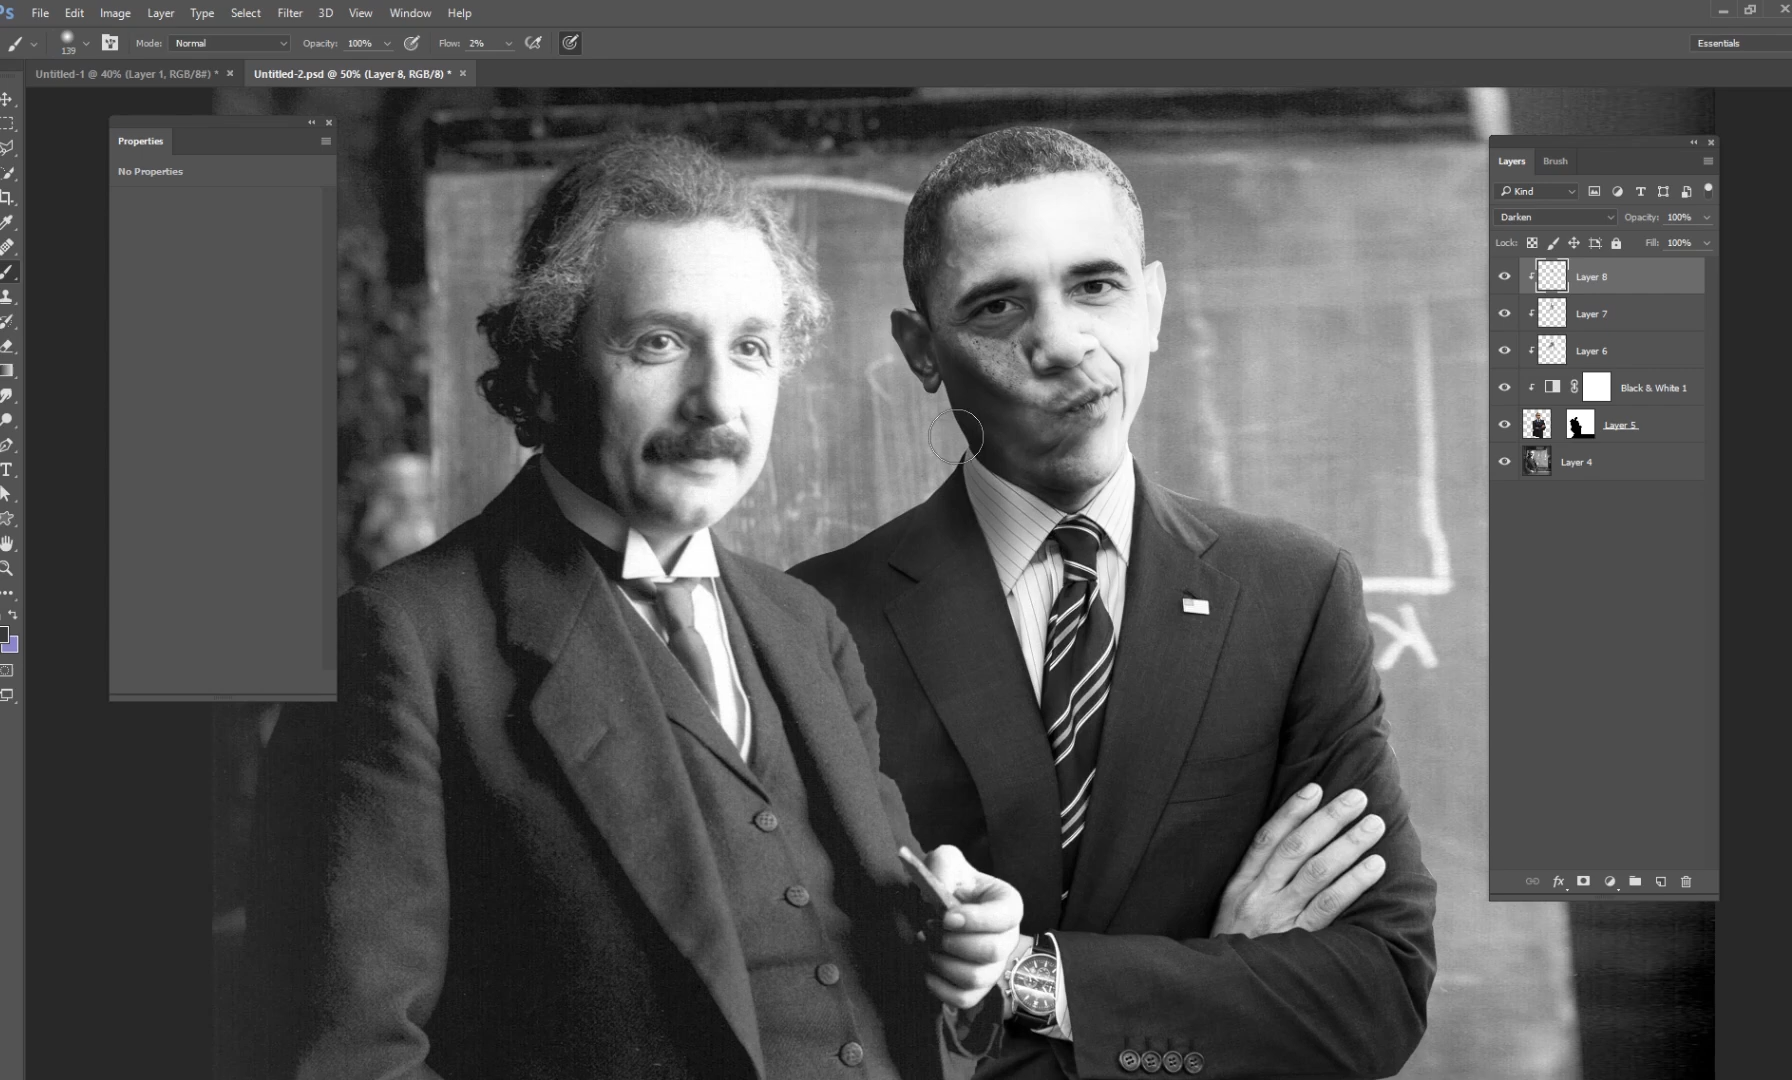 Ps File Edit Image Layer Type Select Filter 3D View Window Help
139 Mode: Normal Opacity: 100% Flow: 2% Essentials
Untitled-1 @ 40% (Layer 1, RGB/8#) * × Untitled-2.psd @ 50% (Layer 8, RGB/8) * ×
Properties
No Properties
Layers Brush
Kind
Darken Opacity: 100%
Lock: Fill: 100%
Layer 8
Layer 7
Layer 6
Black & White 1
Layer 5
Layer 4
fx